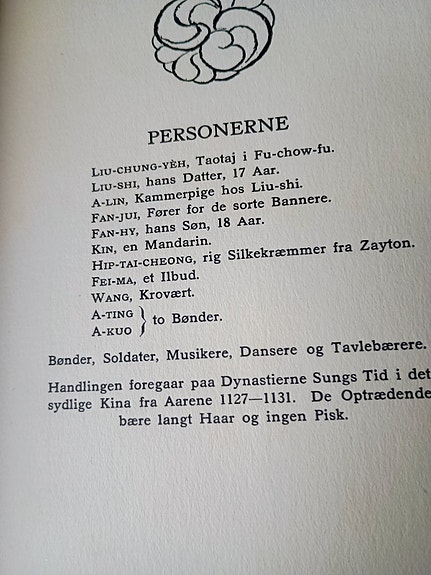 PERSONERNE
LIU-CHUNG-YÈH, Taotaj i Fu-chow-fu.
LIU-SHI, hans Datter, 17 Aar.
A-LIN, Kammerpige hos Liu-shi.
FAN-JUI, Fører for de sorte Bannere.
FAN-HY, hans Søn, 18 Aar.
KIN, en Mandarin.
HIP-TAI-CHEONG, rig Silkekræmmer fra Zayton.
FEI-MA, et Ilbud.
WANG, Krovært.
A-TING
A-KUO } to Bønder.
Bønder, Soldater, Musikere, Dansere og Tavlebærere.
Handlingen foregaar paa Dynastierne Sungs Tid i det
sydlige Kina fra Aarene 1127—1131. De Optrædende
bære langt Haar og ingen Pisk.